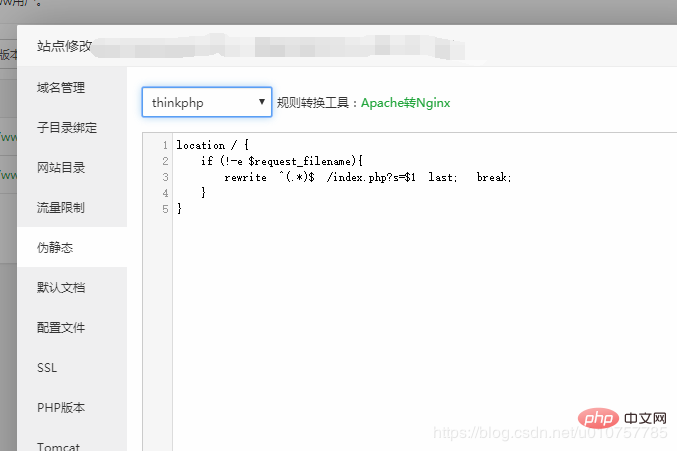 ww用户。
站点修改
版本
域名管理
thinkphp
规则转换工具：Apache转Nginx
子目录绑定
网站目录
流量限制
伪静态
默认文档
配置文件
SSL
PHP版本
Tomcat
1 location / {
2 if (!-e $request_filename){
3 rewrite ^(.*)$ /index.php?s=$1 last; break;
4 }
5 }
php 中文网
https://blog.csdn.net/u010757785